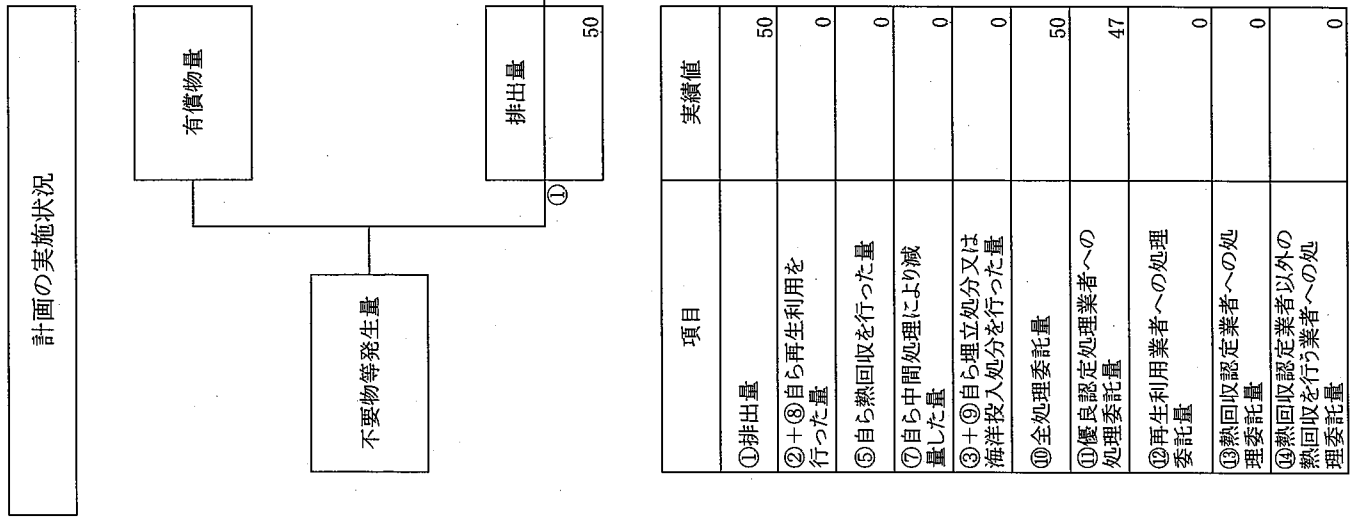 計画の実施状況
不要物等発生量
有償物量
①
排出量
50
項目 実績値
①排出量 50
②+⑧自ら再生利用を
行った量 0
⑤自ら熱回収を行った量 0
⑦自ら中間処理により減
量した量 0
③+⑨自ら埋立処分又は
海洋投入処分を行った量 0
⑩全処理委託量 50
⑪優良認定処理業者への
処理委託量 47
⑫再生利用業者への処理
委託量 0
⑬熱回収認定業者への処
理委託量 0
⑭熱回収認定業者以外の
熱回収を行う業者への処
理委託量 0